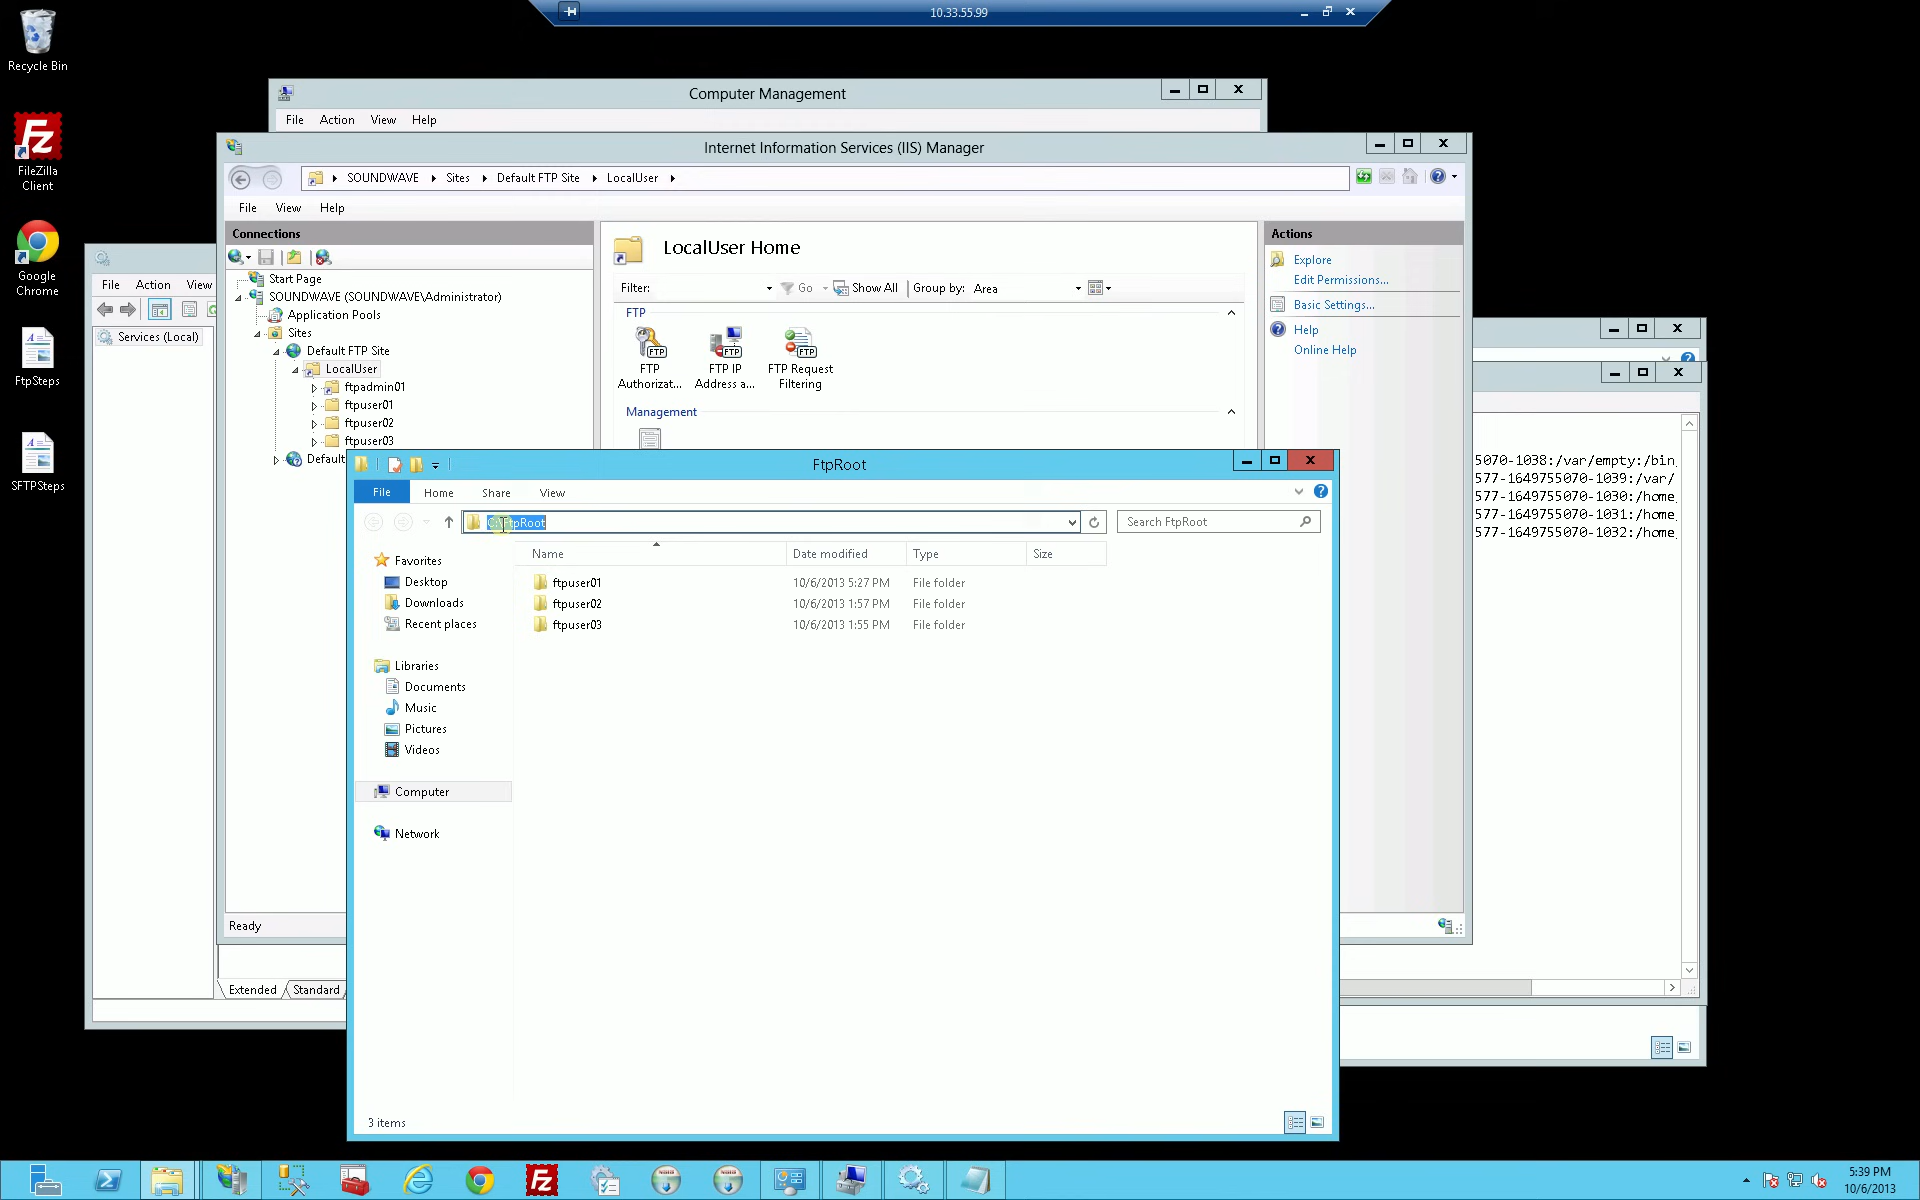 10.33.55.99
Recycle Bin
FileZilla
Client
Google
Chrome
FtpSteps
SFTPSteps
Computer Management
File Action View Help
Internet Information Services (IIS) Manager
SOUNDWAVE Sites Default FTP Site LocalUser
File View Help
Connections
Start Page
SOUNDWAVE (SOUNDWAVE\Administrator)
Application Pools
Sites
Default FTP Site
LocalUser
ftpadmin01
ftpuser01
ftpuser02
ftpuser03
Default
LocalUser Home
Filter: Go Show All Group by: Area
FTP
FTP
Authorizat...
FTP IP
Address a...
FTP Request
Filtering
Management
Actions
Explore
Edit Permissions...
Basic Settings...
Help
Online Help
Ready
File Action View
Services (Local)
Extended Standard
5070-1038:/var/empty:/bin
577-1649755070-1039:/var/
577-1649755070-1030:/home
577-1649755070-1031:/home
577-1649755070-1032:/home
FtpRoot
File Home Share View
C:\FtpRoot
Search FtpRoot
Favorites
Desktop
Downloads
Recent places
Libraries
Documents
Music
Pictures
Videos
Computer
Network
Name Date modified Type Size
ftpuser01 10/6/2013 5:27 PM File folder
ftpuser02 10/6/2013 1:57 PM File folder
ftpuser03 10/6/2013 1:55 PM File folder
3 items
5:39 PM
10/6/2013